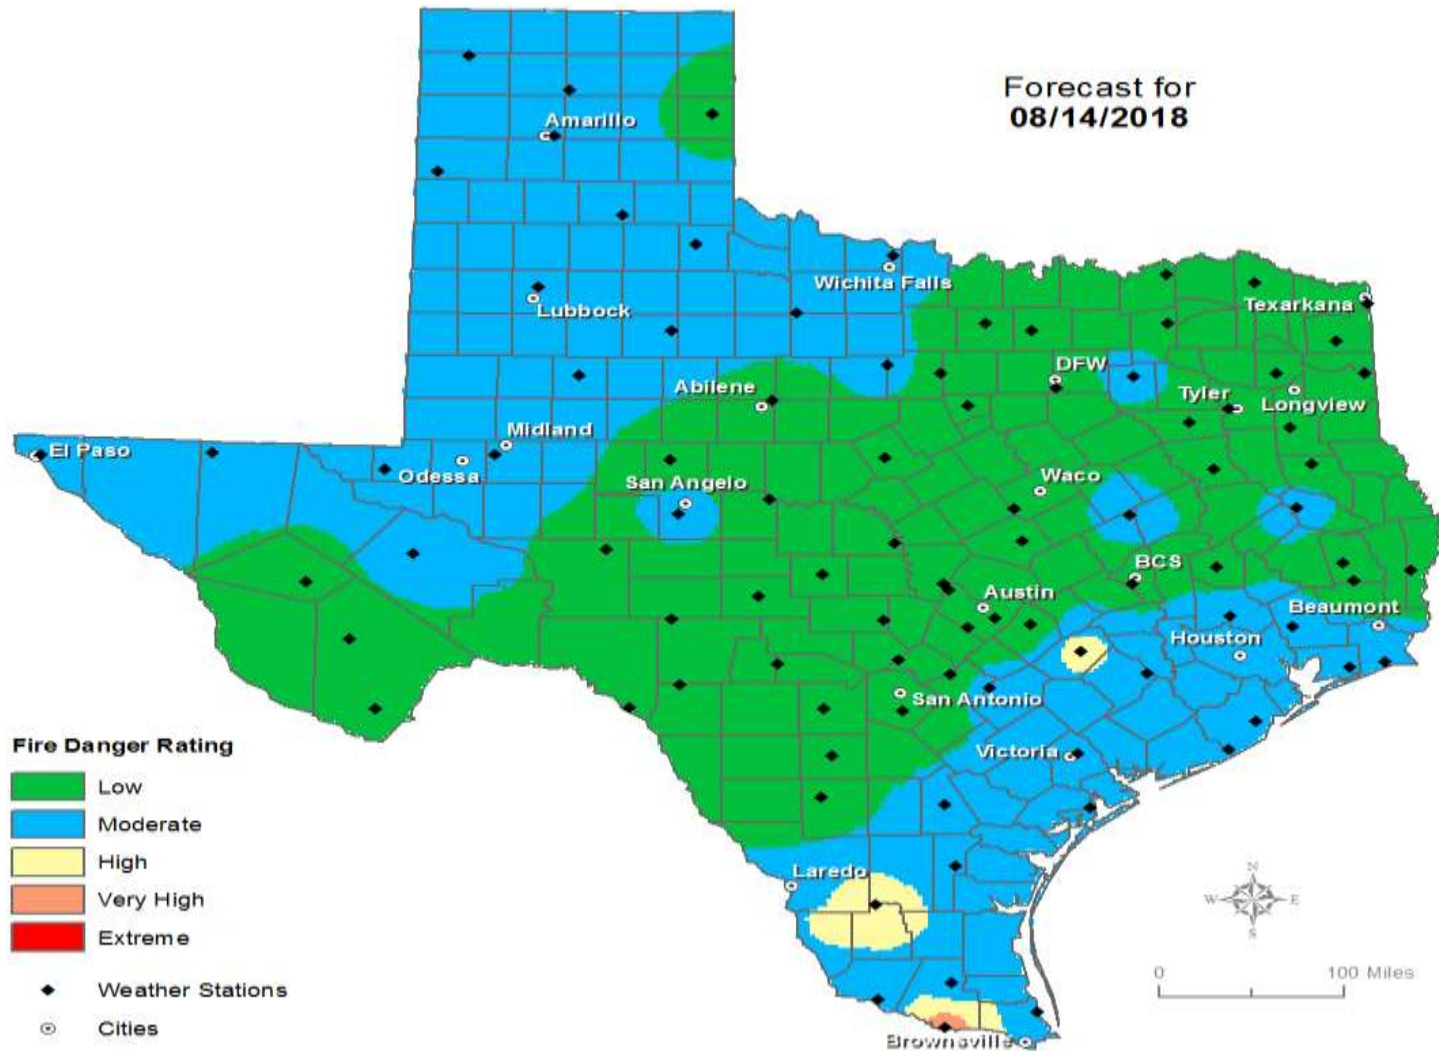 Forecast for
08/14/2018
Amarillo
Wichita Falls
Lubbock
Texarkana
DFW
Abilene
Tyler
Longview
Midland
El Paso
Odessa
San Angelo
Waco
BCS
Austin
Beaumont
Houston
San Antonio
Victoria
Laredo
Brownsville
Fire Danger Rating
Low
Moderate
High
Very High
Extreme
Weather Stations
Cities
N
W E
S
0 100 Miles